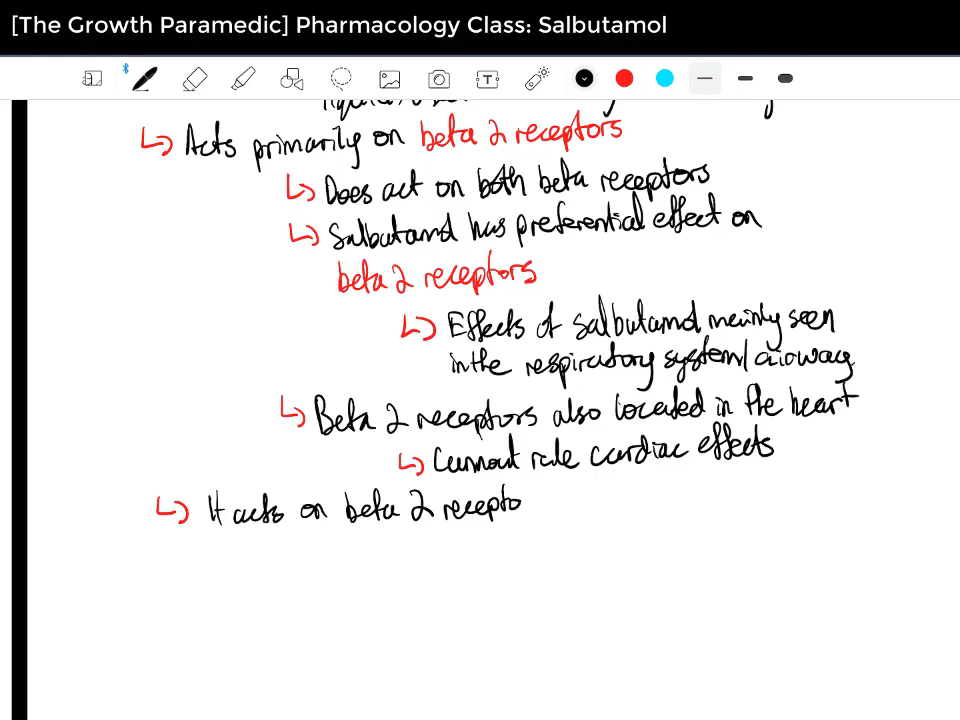 [The Growth Paramedic] Pharmacology Class: Salbutamol
T
↳ Acts primarily on beta 2 receptors
↳ Does act on both beta receptors
↳ Salbutamol has preferential effect on
beta 2 receptors
↳ Effects of salbutamol mainly seen
in the respiratory system/airway
↳ Beta 2 receptors also located in the heart
↳ Cannot rule cardiac effects
↳ It acts on beta 2 recepto